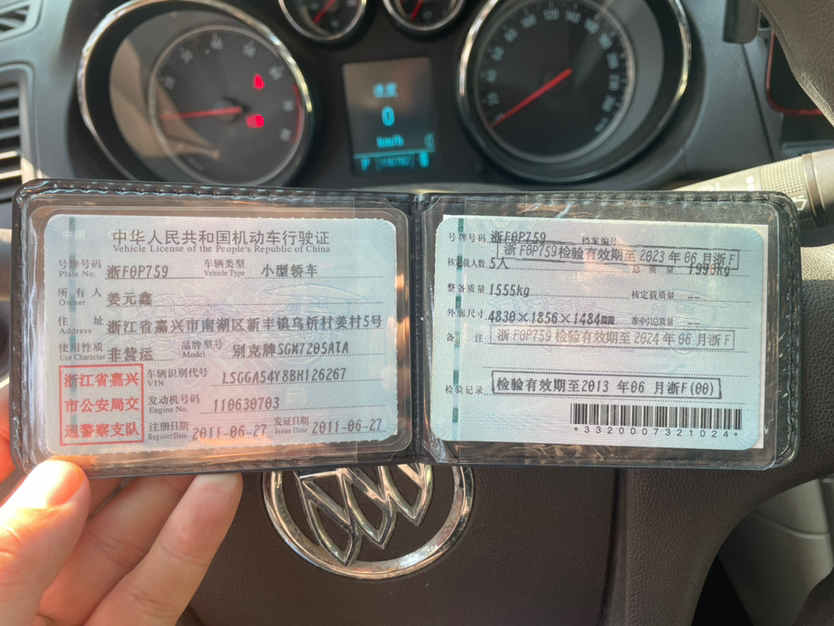 速度
0
km/h
P
中华人民共和国机动车行驶证
Vehicle License of the People's Republic of China
号牌号码 浙F0P759 车辆类型 小型轿车
Plate No. Vehicle Type
所有人 姜元鑫
Owner
住址 浙江省嘉兴市南湖区新丰镇乌桥村姜村5号
Address
使用性质 非营运 品牌型号 别克牌SGW7205ATA
Use Character Model
浙江省嘉兴
市公安局交
通警察支队
车辆识别代号 LSGGA54Y8BH126267
VIN
发动机号码 110630703
Engine No.
注册日期 2011-06-27 发证日期 2011-06-27
Register Date Issue Date
号牌号码 浙F0P759 档案编号
浙F0P759检验有效期至2023年06月浙F
核定载人数 5人 总质量 1990kg
整备质量 1555kg 核定载质量 --
外廓尺寸 4830×1856×1484mm 准牵引总质量 --
备注 浙F0P759检验有效期至2024年06月浙F
检验记录 检验有效期至2013年06月浙F(00)
*3320007321024*